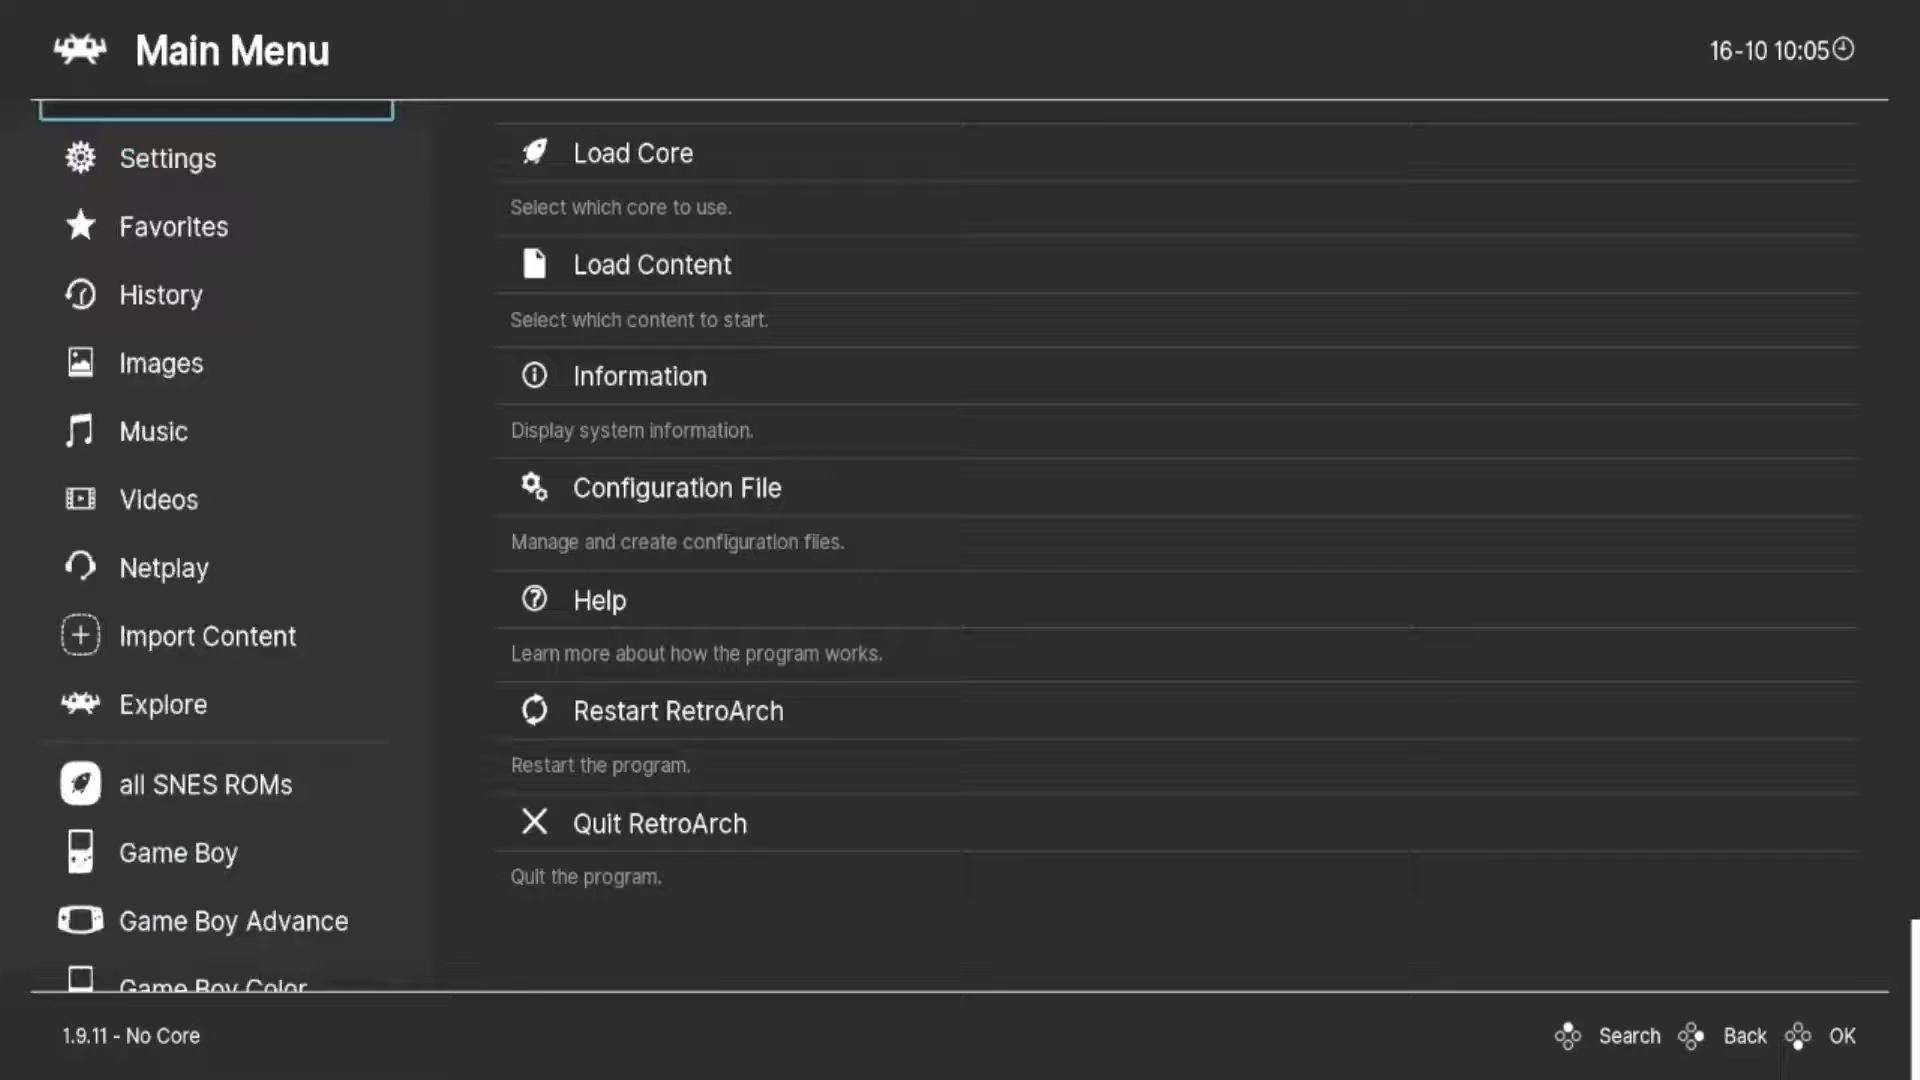 Main Menu
16-10 10:05
Settings
Favorites
History
Images
Music
Videos
Netplay
Import Content
Explore
all SNES ROMs
Game Boy
Game Boy Advance
Game Boy Color
Load Core
Select which core to use.
Load Content
Select which content to start.
Information
Display system information.
Configuration File
Manage and create configuration files.
Help
Learn more about how the program works.
Restart RetroArch
Restart the program.
Quit RetroArch
Quit the program.
1.9.11 - No Core
Search Back OK